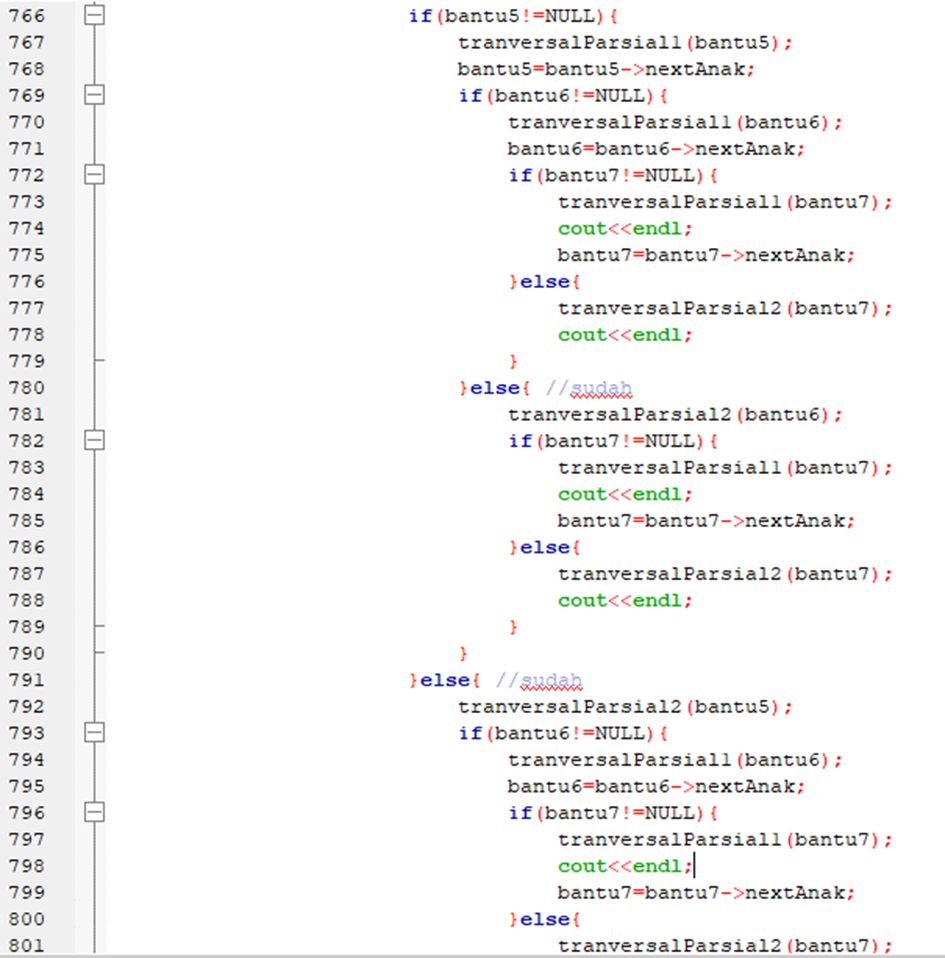 766 if(bantu5!=NULL){
767 tranversalParsial1(bantu5);
768 bantu5=bantu5->nextAnak;
769 if(bantu6!=NULL){
770 tranversalParsial1(bantu6);
771 bantu6=bantu6->nextAnak;
772 if(bantu7!=NULL){
773 tranversalParsial1(bantu7);
774 cout<<endl;
775 bantu7=bantu7->nextAnak;
776 }else{
777 tranversalParsial2(bantu7);
778 cout<<endl;
779 }
780 }else{ //sudah
781 tranversalParsial2(bantu6);
782 if(bantu7!=NULL){
783 tranversalParsial1(bantu7);
784 cout<<endl;
785 bantu7=bantu7->nextAnak;
786 }else{
787 tranversalParsial2(bantu7);
788 cout<<endl;
789 }
790 }
791 }else{ //sudah
792 tranversalParsial2(bantu5);
793 if(bantu6!=NULL){
794 tranversalParsial1(bantu6);
795 bantu6=bantu6->nextAnak;
796 if(bantu7!=NULL){
797 tranversalParsial1(bantu7);
798 cout<<endl;
799 bantu7=bantu7->nextAnak;
800 }else{
801 tranversalParsial2(bantu7);